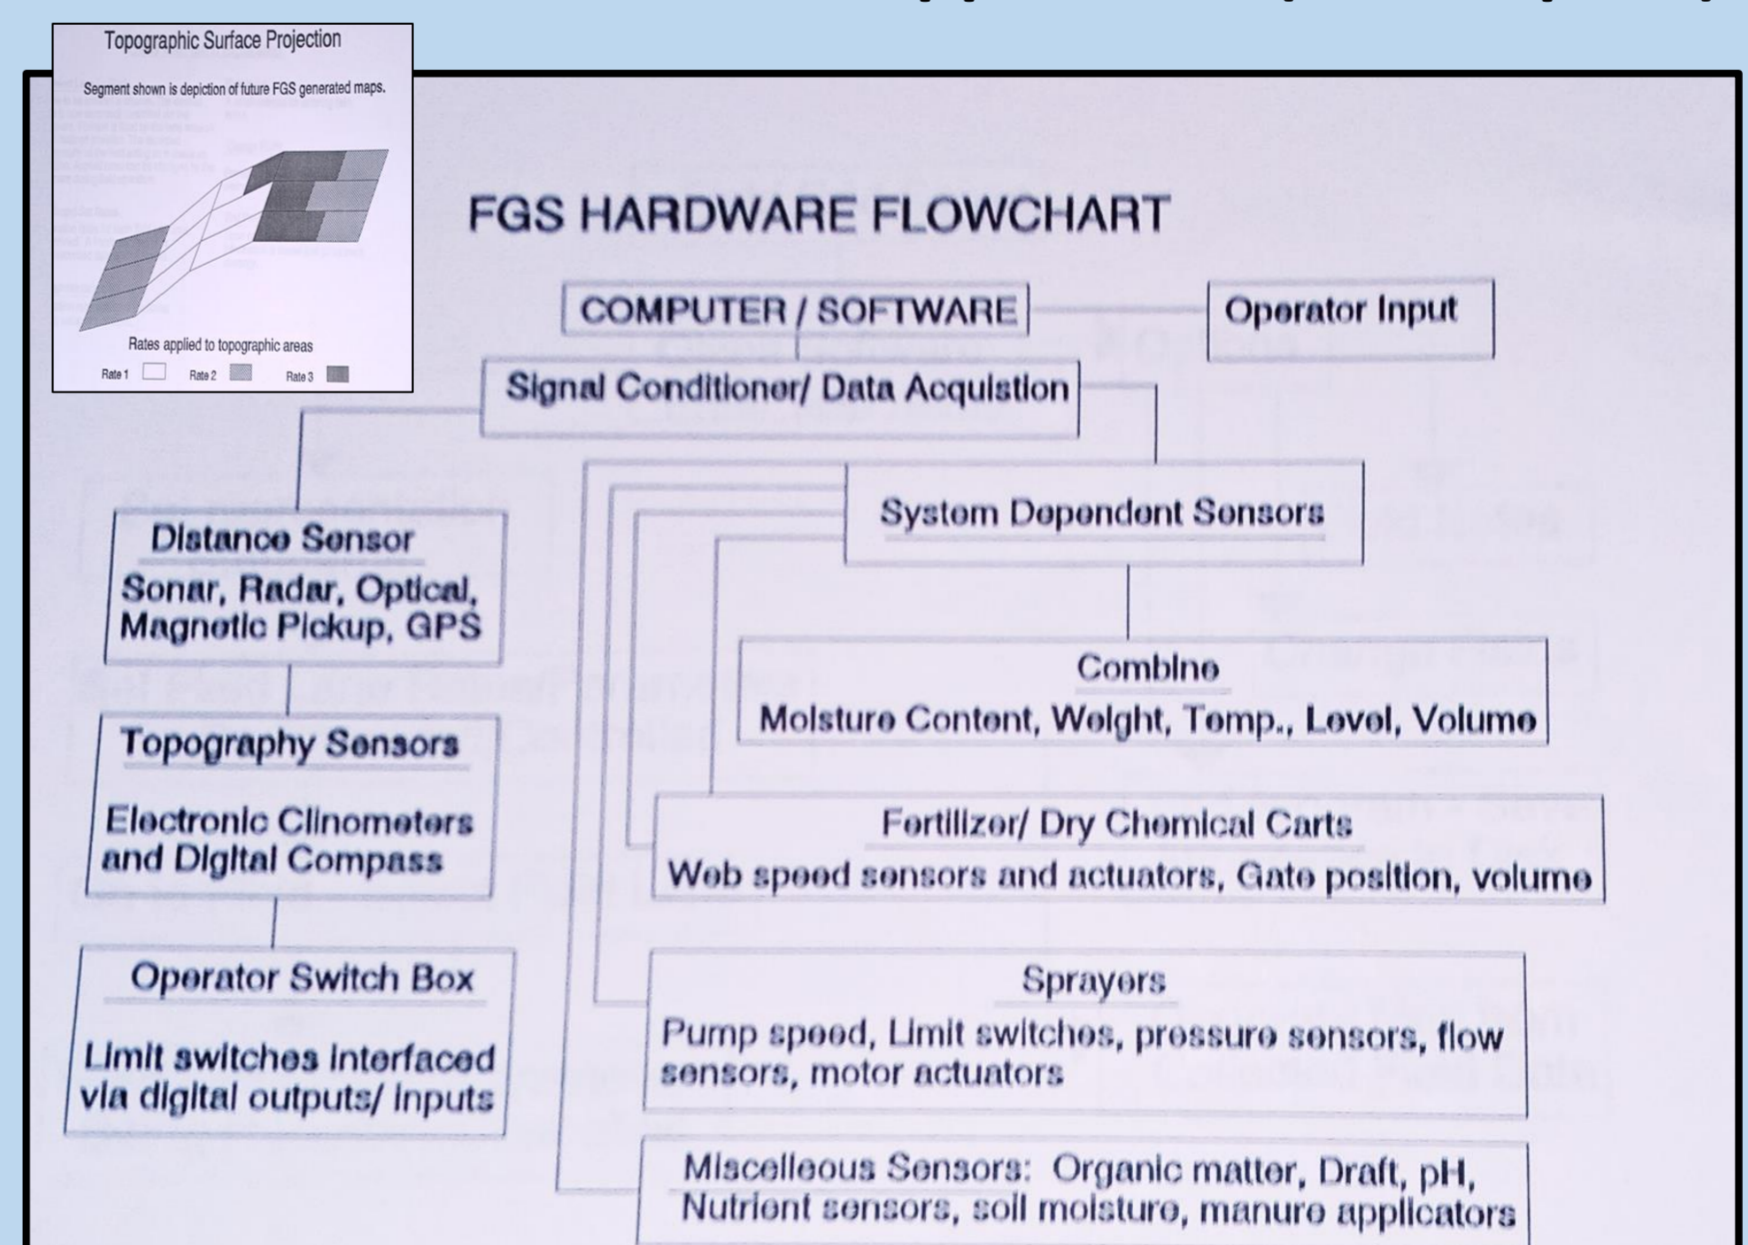 Topographic Surface Projection
Segment shown is depiction of future FGS generated maps.
Rates applied to topographic areas
Rate 1 Rate 2 Rate 3
FGS HARDWARE FLOWCHART
COMPUTER / SOFTWARE
Operator Input
Signal Conditioner/ Data Acquistion
Distance Sensor
Sonar, Radar, Optical,
Magnetic Pickup, GPS
Topography Sensors
Electronic Clinometers
and Digital Compass
Operator Switch Box
Limit switches interfaced
via digital outputs/ inputs
System Dependent Sensors
Combine
Moisture Content, Weight, Temp., Level, Volume
Fertilizer/ Dry Chemical Carts
Web speed sensors and actuators, Gate position, volume
Sprayers
Pump speed, Limit switches, pressure sensors, flow
sensors, motor actuators
Miscelleous Sensors: Organic matter, Draft, pH,
Nutrient sensors, soil moisture, manure applicators